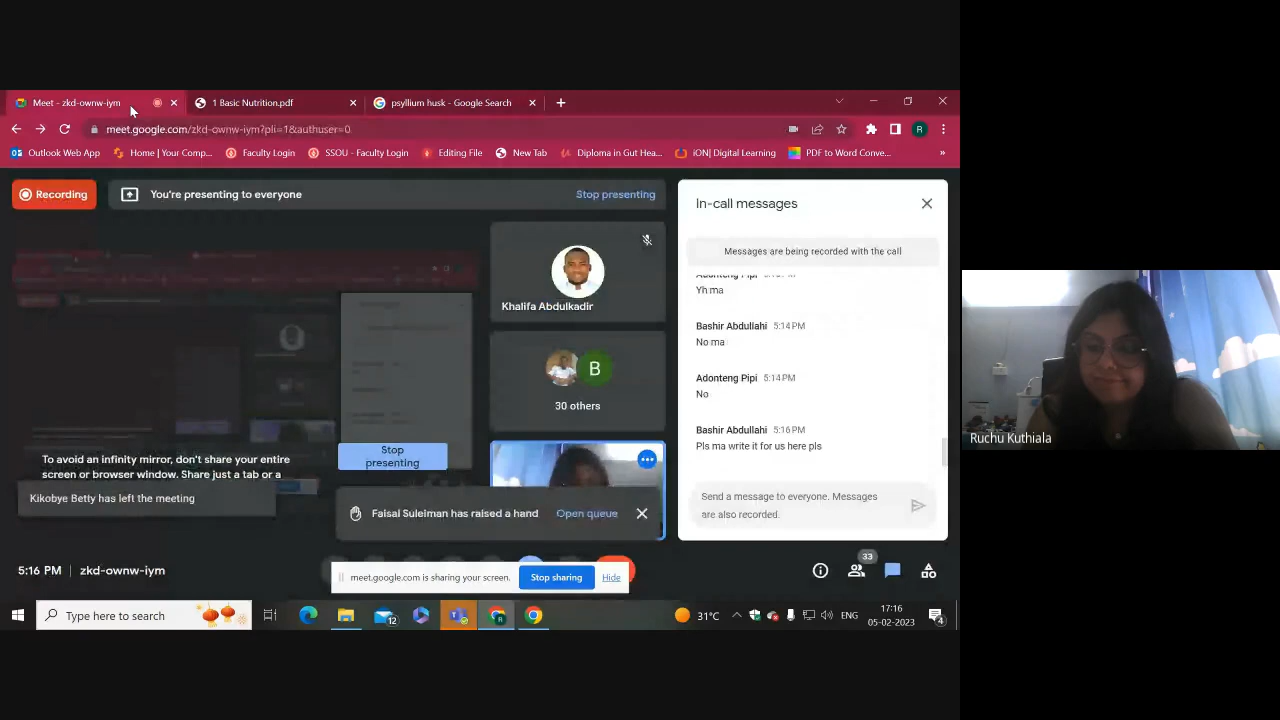 Meet - zkd-ownw-iym
1 Basic Nutrition.pdf
psyllium husk - Google Search
meet.google.com/zkd-ownw-iym?pli=1&authuser=0
R
Outlook Web App
Home | Your Comp...
Faculty Login
SSOU - Faculty Login
Editing File
New Tab
Diploma in Gut Hea...
iON| Digital Learning
PDF to Word Conve...
»
Recording
You're presenting to everyone
Stop presenting
Khalifa Abdulkadir
B
30 others
To avoid an infinity mirror, don't share your entire
screen or browser window. Share just a tab or a
Stop
presenting
Kikobye Betty has left the meeting
Faisal Suleiman has raised a hand
Open queue
In-call messages
Messages are being recorded with the call
Adonteng Pipi
Yh ma
Bashir Abdullahi 5:14 PM
No ma
Adonteng Pipi 5:14 PM
No
Bashir Abdullahi 5:16 PM
Pls ma write it for us here pls
Send a message to everyone. Messages
are also recorded.
5:16 PM | zkd-ownw-iym
meet.google.com is sharing your screen.
Stop sharing
Hide
33
Type here to search
12
31°C
ENG
17:16
05-02-2023
4
Ruchu Kuthiala